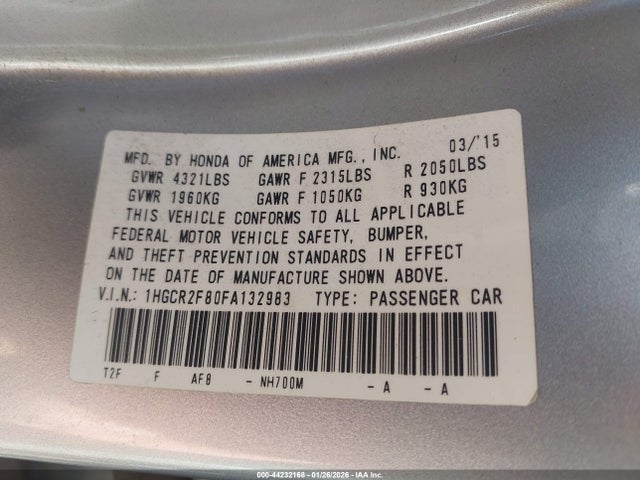 MFD. BY HONDA OF AMERICA MFG., INC. 03/'15
GVWR 4321LBS GAWR F 2315LBS R 2050LBS
GVWR 1960KG GAWR F 1050KG R 930KG
THIS VEHICLE CONFORMS TO ALL APPLICABLE
FEDERAL MOTOR VEHICLE SAFETY, BUMPER,
AND THEFT PREVENTION STANDARDS IN EFFECT
ON THE DATE OF MANUFACTURE SHOWN ABOVE.
V.I.N.: 1HGCR2F80FA132983 TYPE: PASSENGER CAR
T2F F AF8 - NH700M - A - A
000-44232168 | 01/26/2026 | IAA Inc.